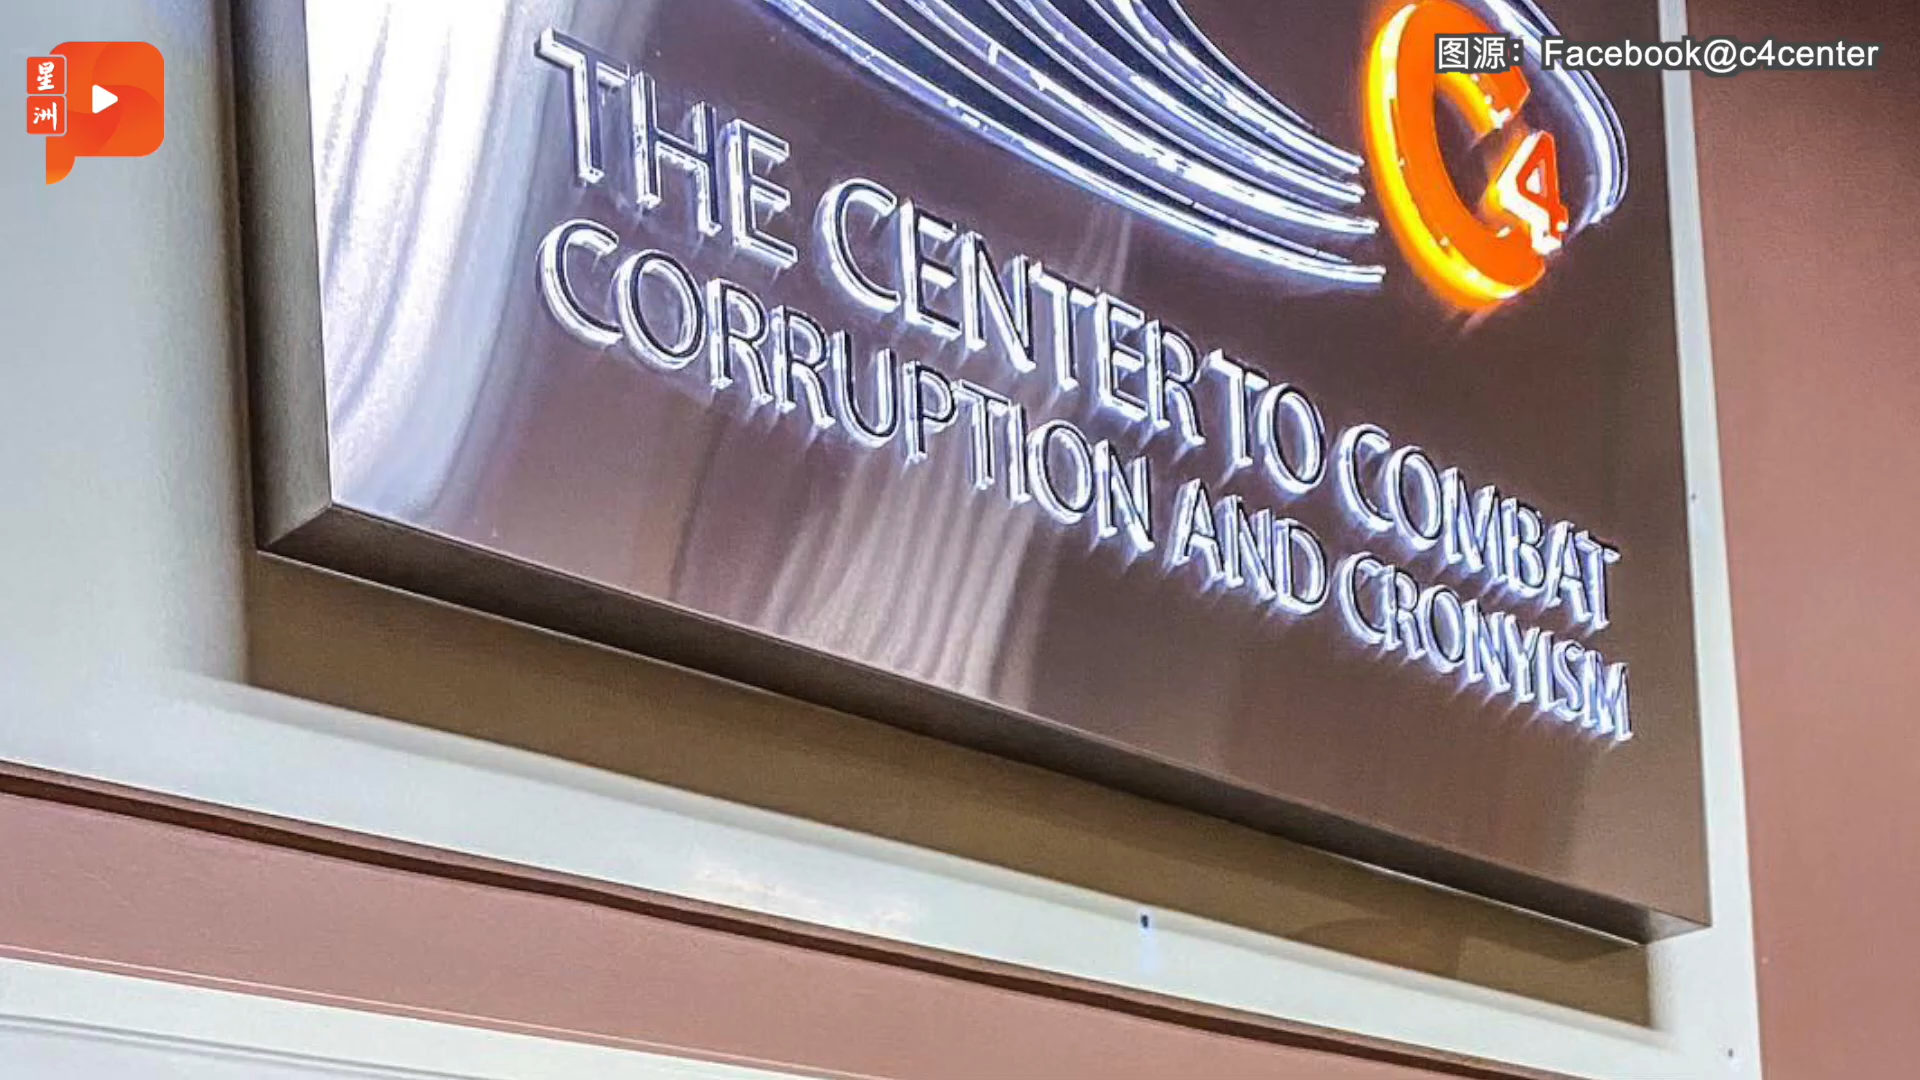 星洲
图源：Facebook@c4center
C4
THE CENTER TO COMBAT
CORRUPTION AND CRONYISM